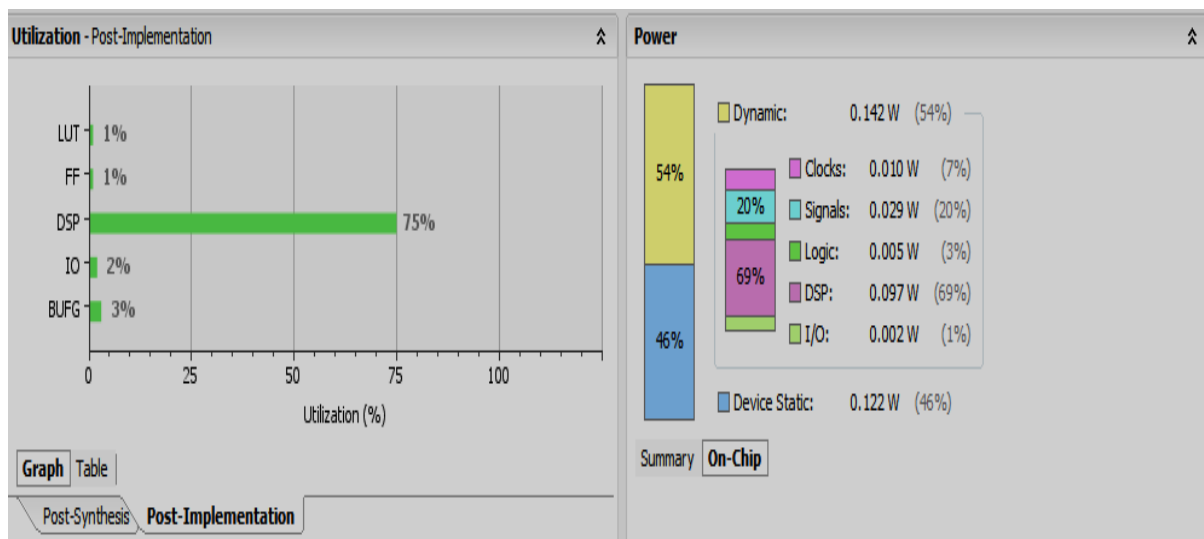 Utilization - Post-Implementation
LUT 1%
FF 1%
DSP 75%
IO 2%
BUFG 3%
0 25 50 75 100
Utilization (%)
Graph Table
Post-Synthesis Post-Implementation
Power
54%
46%
Dynamic: 0.142 W (54%)
20%
69%
Clocks: 0.010 W (7%)
Signals: 0.029 W (20%)
Logic: 0.005 W (3%)
DSP: 0.097 W (69%)
I/O: 0.002 W (1%)
Device Static: 0.122 W (46%)
Summary On-Chip